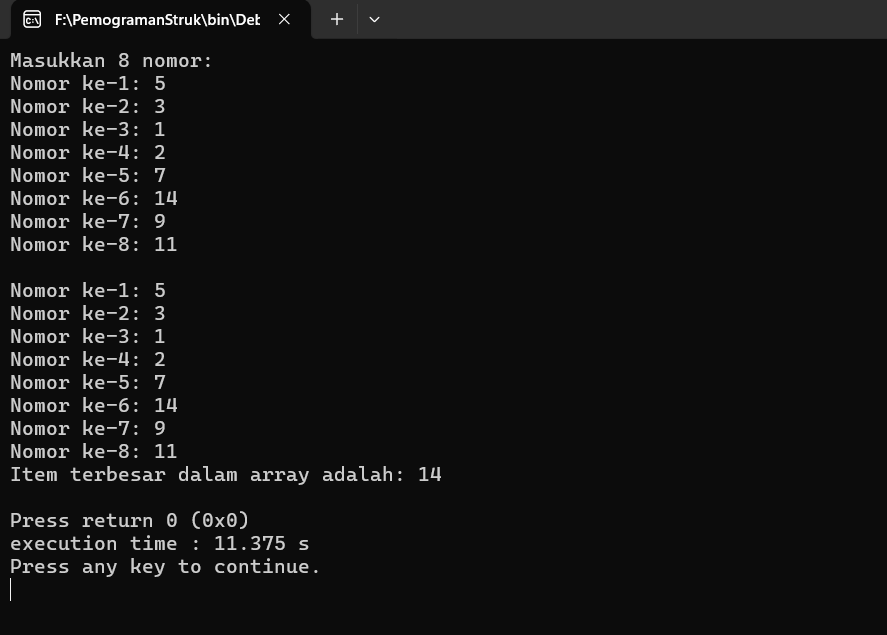 F:\PemogramanStruk\bin\Det
Masukkan 8 nomor:
Nomor ke-1: 5
Nomor ke-2: 3
Nomor ke-3: 1
Nomor ke-4: 2
Nomor ke-5: 7
Nomor ke-6: 14
Nomor ke-7: 9
Nomor ke-8: 11
Nomor ke-1: 5
Nomor ke-2: 3
Nomor ke-3: 1
Nomor ke-4: 2
Nomor ke-5: 7
Nomor ke-6: 14
Nomor ke-7: 9
Nomor ke-8: 11
Item terbesar dalam array adalah: 14
Press return 0 (0x0)
execution time : 11.375 s
Press any key to continue.